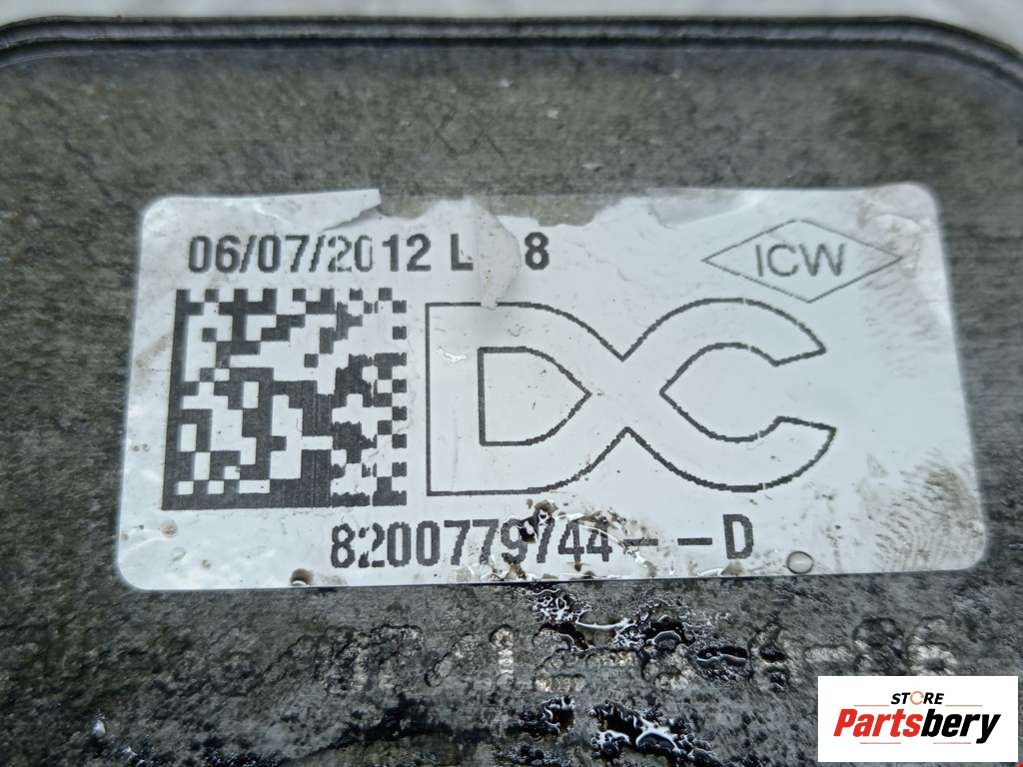 06/07/2012 L 8
ICW
DC
8200779744---D
STORE
Partsbery